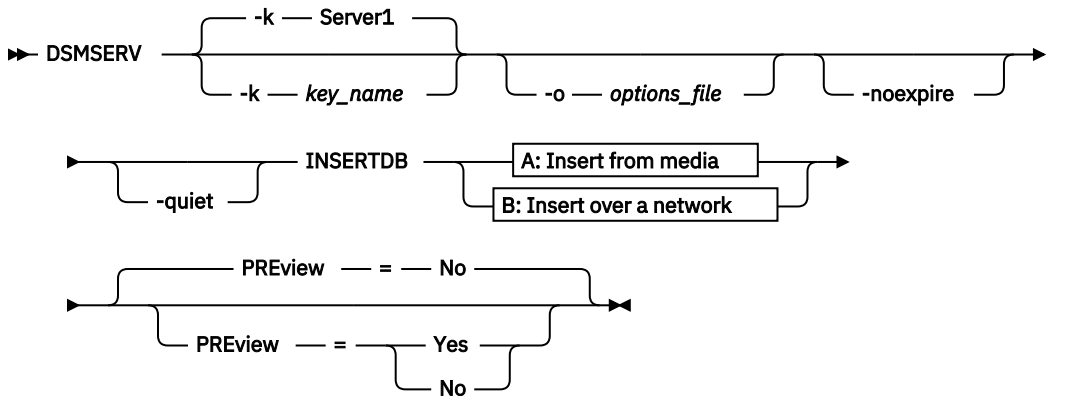 -k Server1
DSMSERV
-k key_name -o options_file -noexpire
INSERTDB A: Insert from media
-quiet B: Insert over a network
PREview = No
PREview = Yes
No